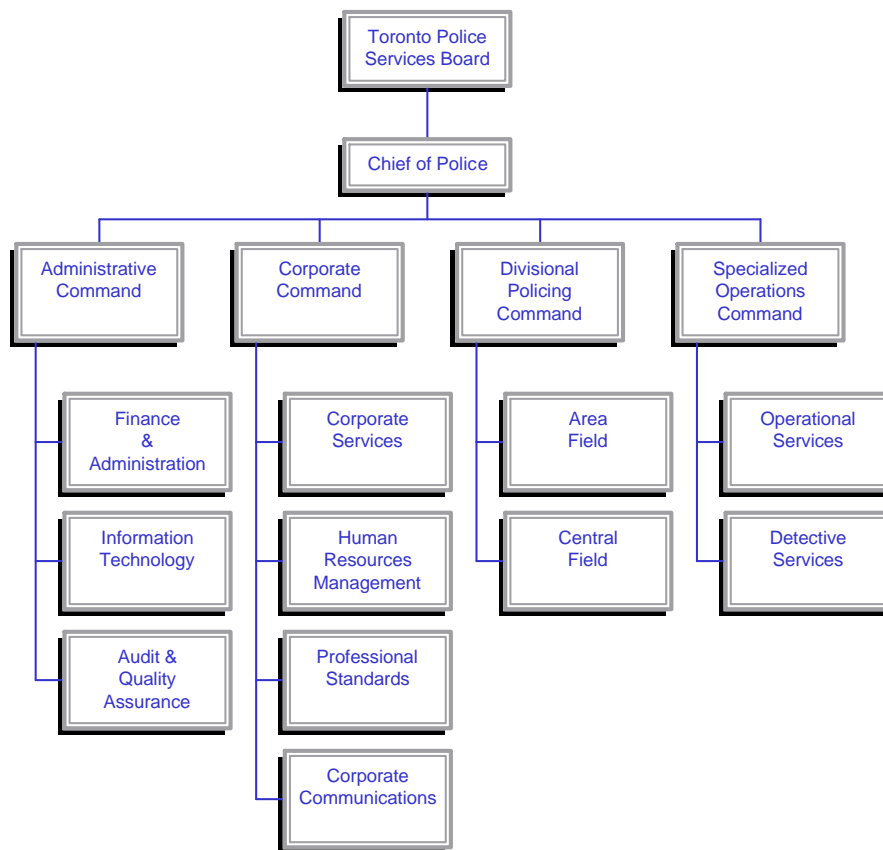 Toronto Police
Services Board
Chief of Police
Administrative
Command
Corporate
Command
Divisional
Policing
Command
Specialized
Operations
Command
Finance
&
Administration
Corporate
Services
Area
Field
Operational
Services
Information
Technology
Human
Resources
Management
Central
Field
Detective
Services
Audit &
Quality
Assurance
Professional
Standards
Corporate
Communications